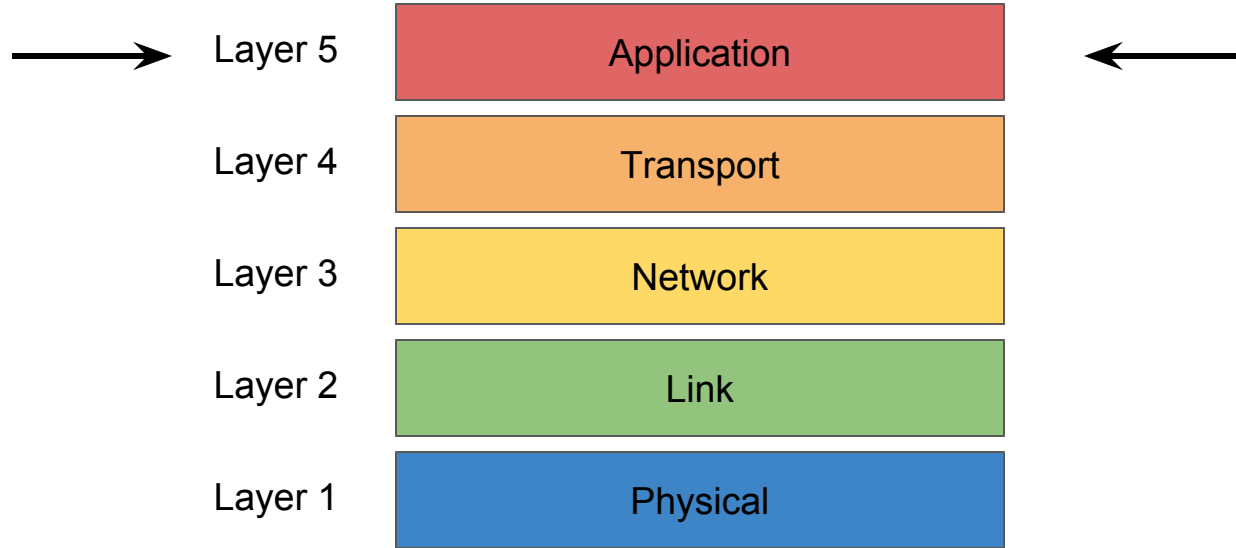 Layer 5 Application
Layer 4 Transport
Layer 3 Network
Layer 2 Link
Layer 1 Physical